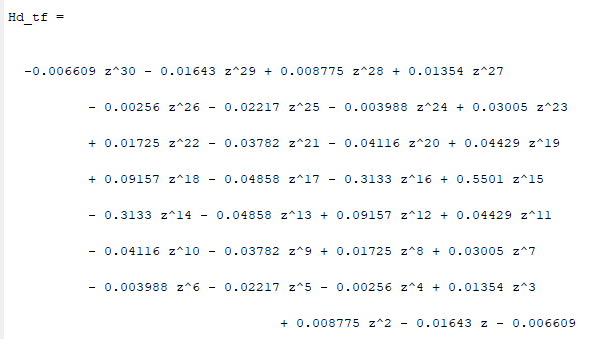 Hd_tf =
-0.006609 z^30 - 0.01643 z^29 + 0.008775 z^28 + 0.01354 z^27
- 0.00256 z^26 - 0.02217 z^25 - 0.003988 z^24 + 0.03005 z^23
+ 0.01725 z^22 - 0.03782 z^21 - 0.04116 z^20 + 0.04429 z^19
+ 0.09157 z^18 - 0.04858 z^17 - 0.3133 z^16 + 0.5501 z^15
- 0.3133 z^14 - 0.04858 z^13 + 0.09157 z^12 + 0.04429 z^11
- 0.04116 z^10 - 0.03782 z^9 + 0.01725 z^8 + 0.03005 z^7
- 0.003988 z^6 - 0.02217 z^5 - 0.00256 z^4 + 0.01354 z^3
+ 0.008775 z^2 - 0.01643 z - 0.006609